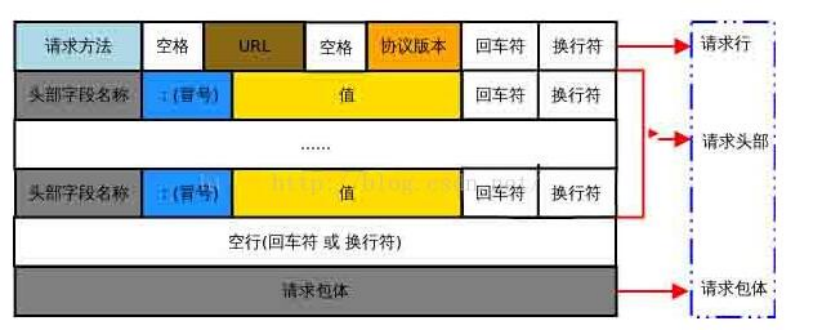 请求方法 空格 URL 空格 协议版本 回车符 换行符 请求行
头部字段名称 :(冒号) 值 回车符 换行符
...... 请求头部
头部字段名称 :(冒号) 值 回车符 换行符
http://blog.csdn.net/
空行(回车符 或 换行符)
请求包体 请求包体